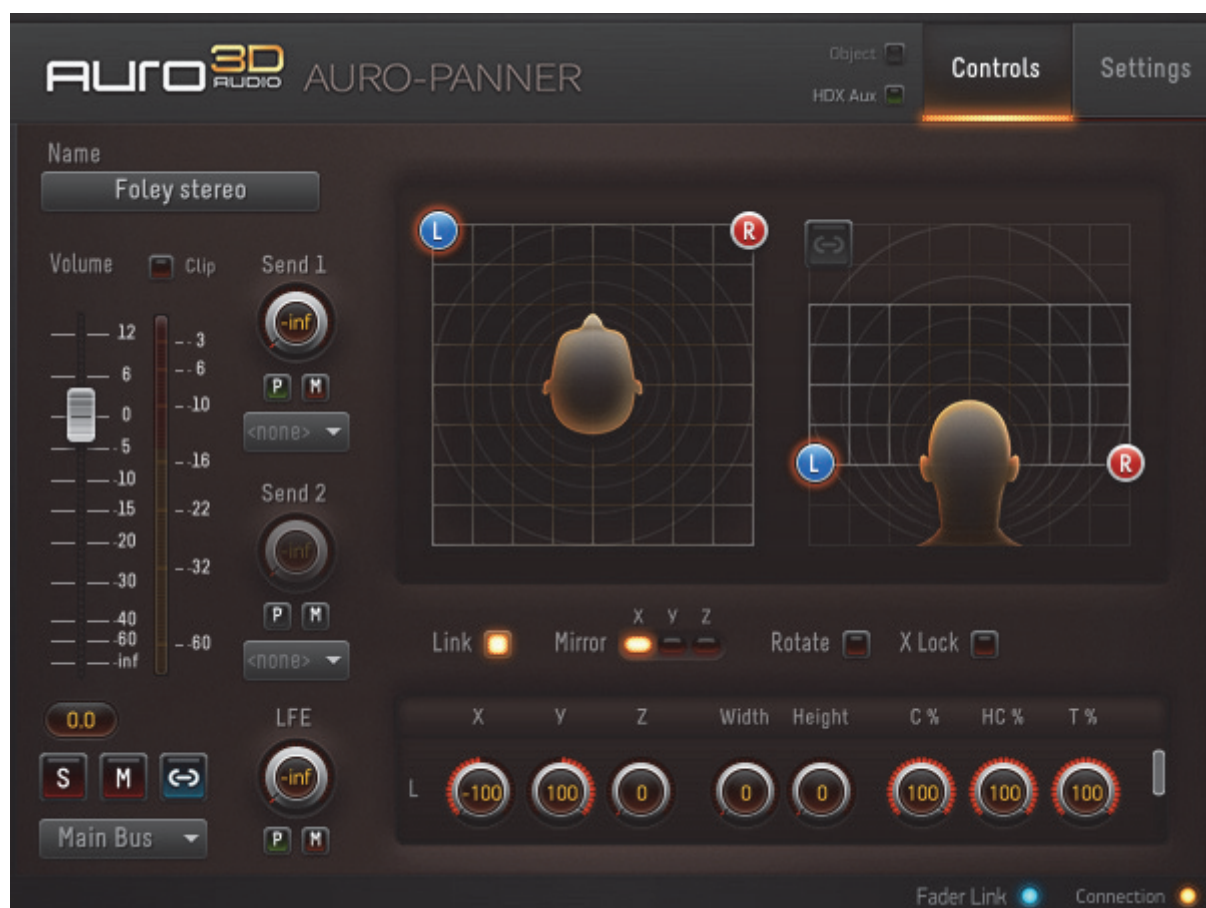 AURO 3D AUDIO AURO-PANNER
Object
HDX Aux
Controls
Settings
Name
Foley stereo
Volume
Clip
12
6
0
-5
-10
-15
-20
-30
-40
-60
-inf
-3
-6
-10
-16
-22
-32
-60
0.0
S M
Main Bus
Send 1
-inf
P M
<none>
Send 2
-inf
P M
<none>
LFE
-inf
P M
L R
L R
Link
Mirror
X Y Z
Rotate
X Lock
X Y Z Width Height C % HC % T %
L -100 100 0 0 0 100 100 100
Fader Link Connection